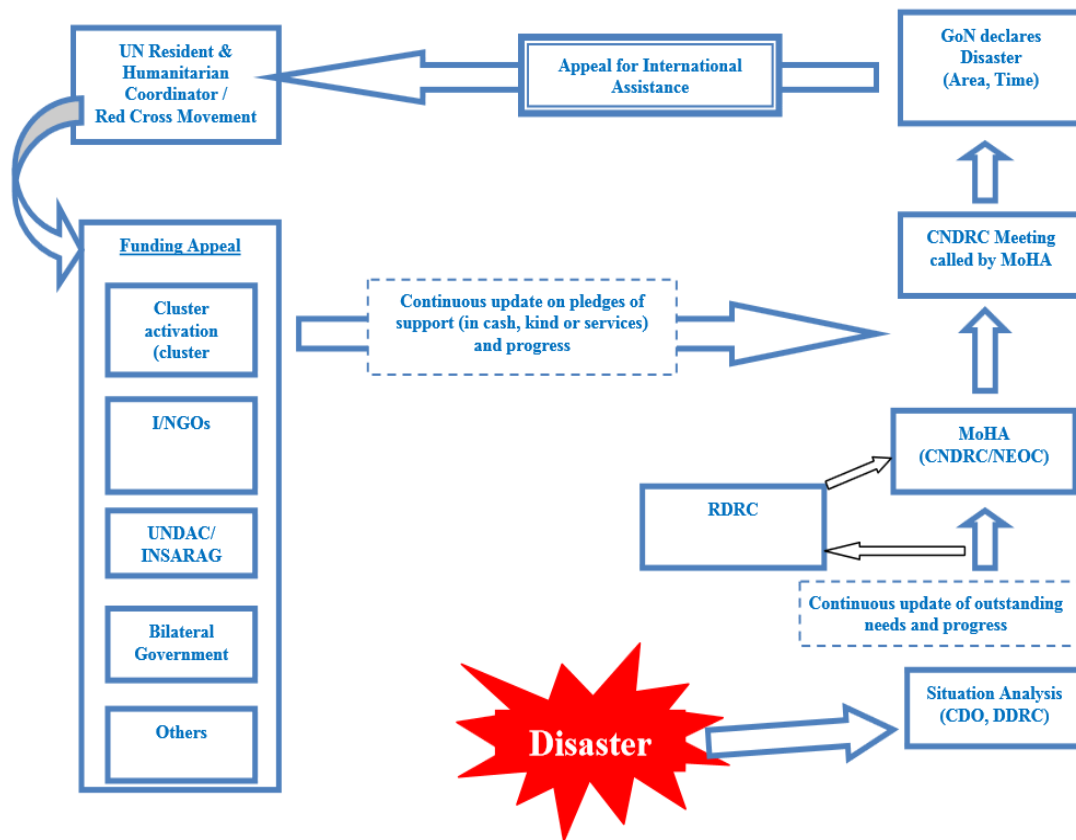 UN Resident &
Humanitarian
Coordinator /
Red Cross Movement
Appeal for International
Assistance
GoN declares
Disaster
(Area, Time)
CNDRC Meeting
called by MoHA
Funding Appeal
Cluster
activation
(cluster
Continuous update on pledges of
support (in cash, kind or services)
and progress
I/NGOs
MoHA
(CNDRC/NEOC)
RDRC
UNDAC/
INSARAG
Continuous update of outstanding
needs and progress
Bilateral
Government
Situation Analysis
(CDO, DDRC)
Others
Disaster